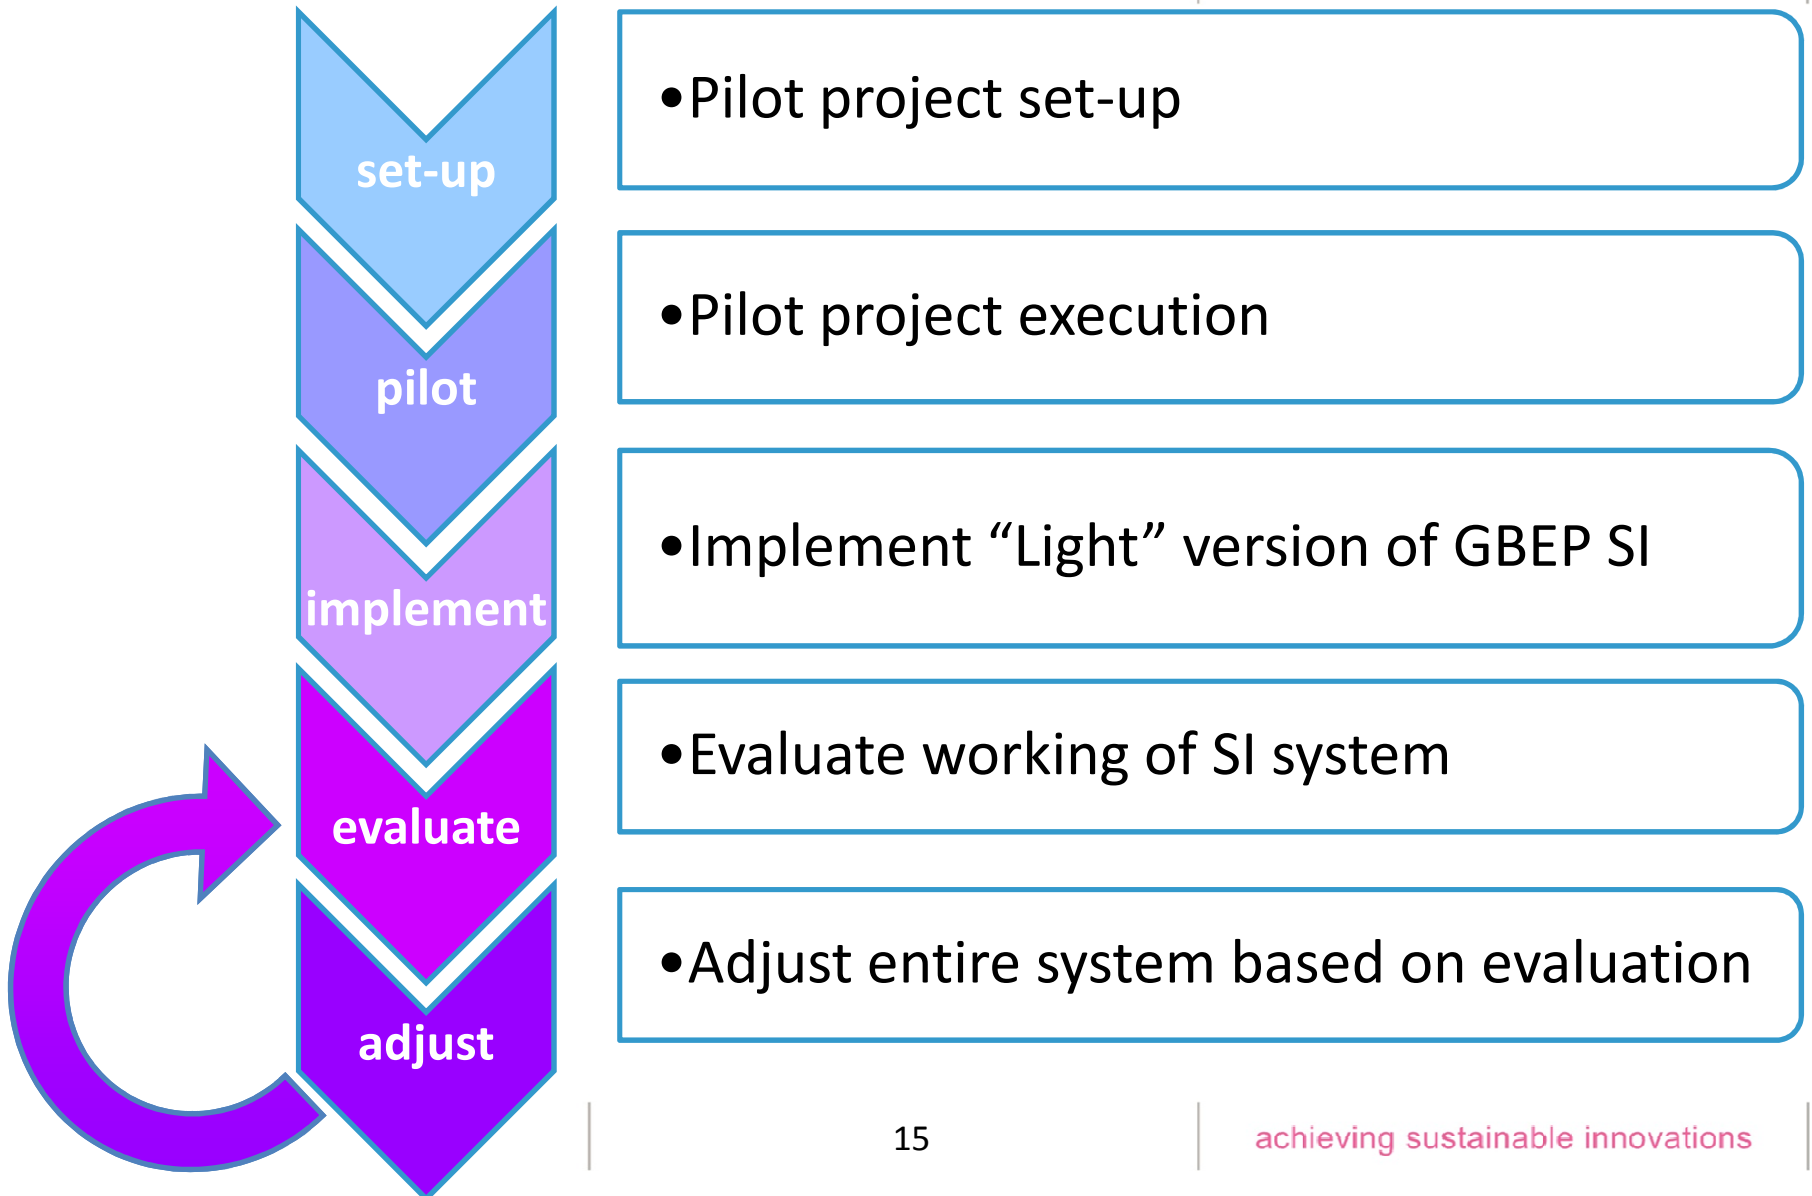 set-up
•Pilot project set-up
pilot
•Pilot project execution
implement
•Implement “Light” version of GBEP SI
evaluate
•Evaluate working of SI system
adjust
•Adjust entire system based on evaluation
15
achieving sustainable innovations